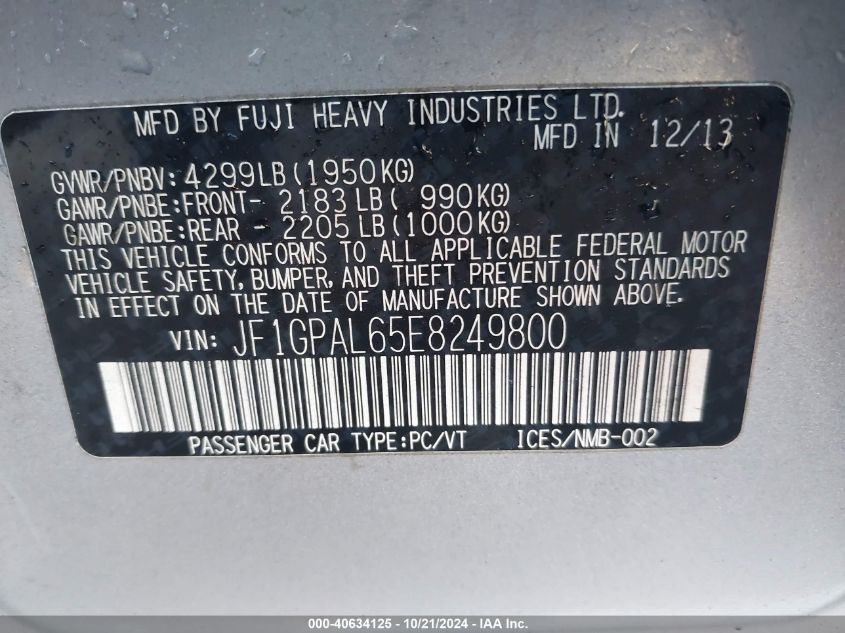 MFD BY FUJI HEAVY INDUSTRIES LTD.
MFD IN 12/13
GVWR/PNBV: 4299LB (1950KG)
GAWR/PNBE:FRONT- 2183 LB ( 990KG)
GAWR/PNBE:REAR - 2205 LB (1000KG)
THIS VEHICLE CONFORMS TO ALL APPLICABLE FEDERAL MOTOR
VEHICLE SAFETY, BUMPER, AND THEFT PREVENTION STANDARDS
IN EFFECT ON THE DATE OF MANUFACTURE SHOWN ABOVE.
VIN: JF1GPAL65E8249800
PASSENGER CAR TYPE:PC/VT ICES/NMB-002
000-40634125 - 10/21/2024 - IAA Inc.